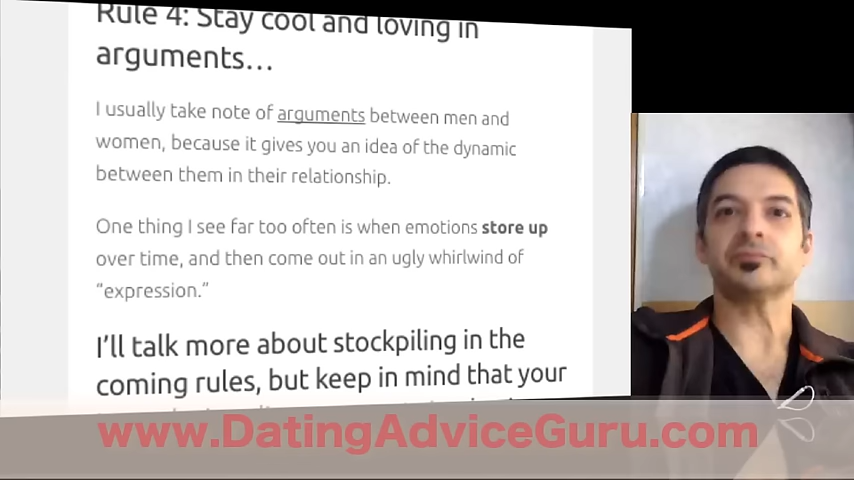 Rule 4: Stay cool and loving in
arguments...
I usually take note of arguments between men and
women, because it gives you an idea of the dynamic
between them in their relationship.
One thing I see far too often is when emotions store up
over time, and then come out in an ugly whirlwind of
“expression.”
I’ll talk more about stockpiling in the
coming rules, but keep in mind that your
www.DatingAdviceGuru.com